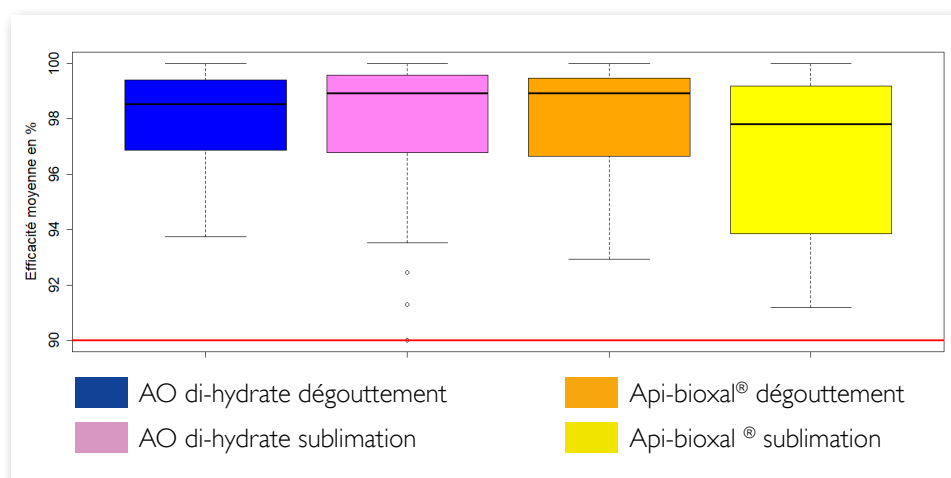 Efficacité moyenne en %
100
98
96
94
92
90
AO di-hydrate dégouttement
Api-bioxal® dégouttement
AO di-hydrate sublimation
Api-bioxal ® sublimation